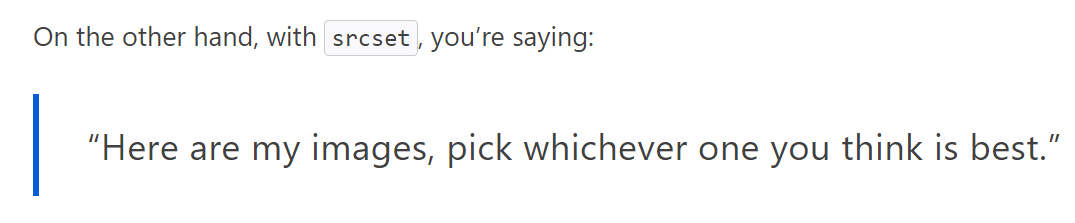 On the other hand, with srcset, you’re saying:
“Here are my images, pick whichever one you think is best.”